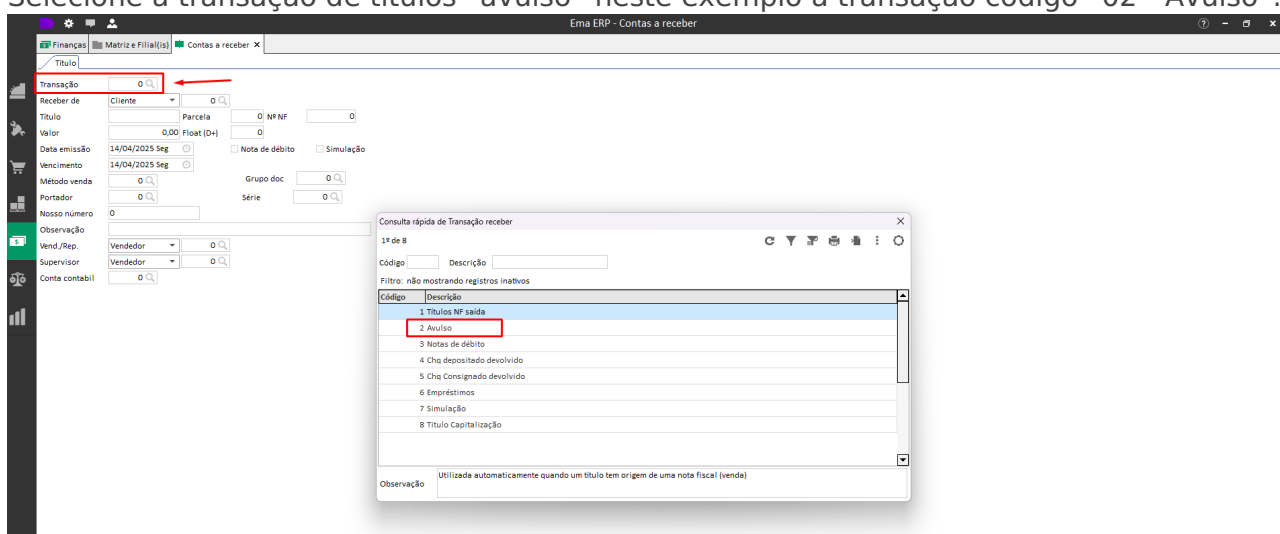 Selecione a transação de títulos "avulso" neste exemplo a transação código "02 - Avulso".
Ema ERP - Contas a receber
Finanças Matriz e Filial(is) Contas a receber
Título
Transação 0
Receber de Cliente 0
Título Parcela 0 Nº NF 0
Valor 0,00 Float (D+) 0
Data emissão 14/04/2025 Seg Nota de débito Simulação
Vencimento 14/04/2025 Seg
Método venda 0 Grupo doc 0
Portador 0 Série 0
Nosso número 0
Observação
Vend./Rep. Vendedor 0
Supervisor Vendedor 0
Conta contabil 0
Consulta rápida de Transação receber
1º de 8
Código Descrição
Filtro: não mostrando registros inativos
Código Descrição
1 Títulos NF saída
2 Avulso
3 Notas de débito
4 Chq depositado devolvido
5 Chq Consignado devolvido
6 Empréstimos
7 Simulação
8 Titulo Capitalização
Observação Utilizada automaticamente quando um título tem origem de uma nota fiscal (venda)